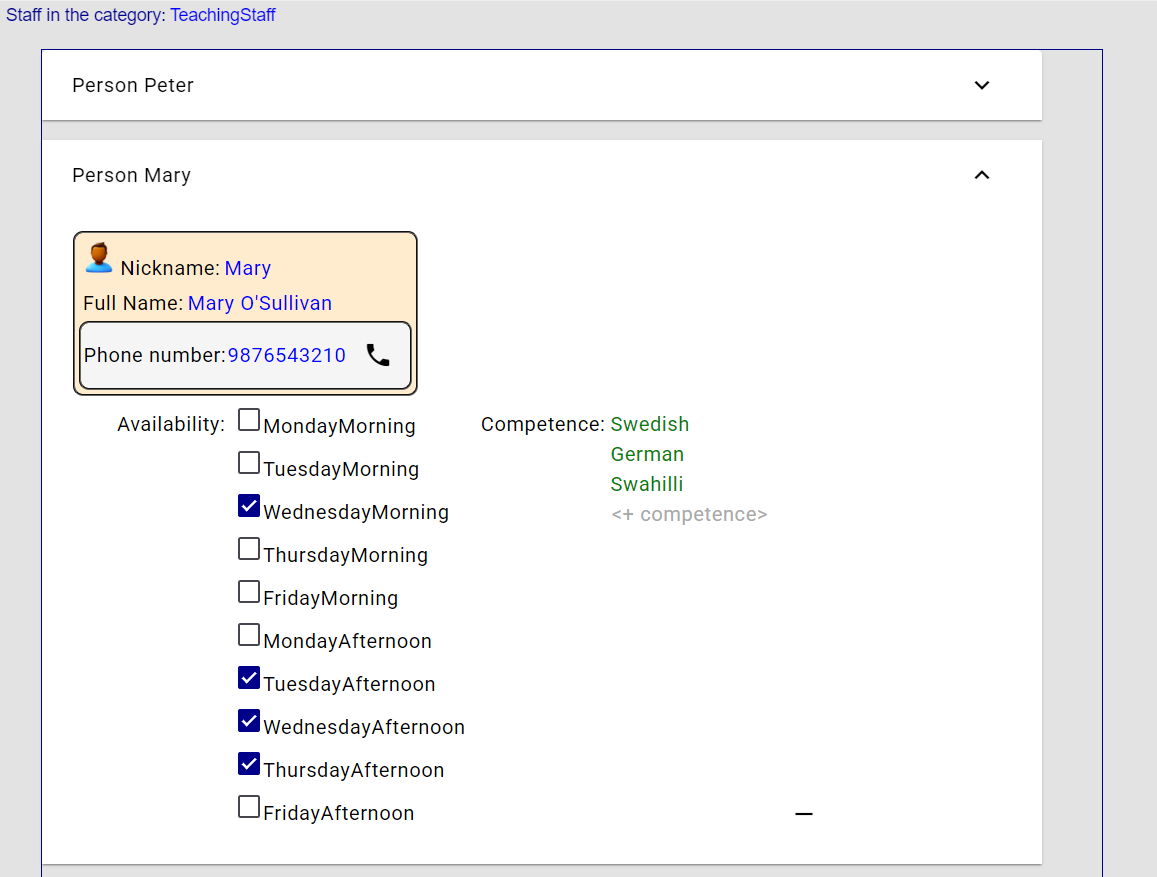 Staff in the category: TeachingStaff
Person Peter
Person Mary
Nickname: Mary
Full Name: Mary O'Sullivan
Phone number:9876543210
Availability: MondayMorning Competence: Swedish
German
TuesdayMorning
Swahilli
WednesdayMorning
<+ competence>
ThursdayMorning
FridayMorning
MondayAfternoon
TuesdayAfternoon
WednesdayAfternoon
ThursdayAfternoon
FridayAfternoon